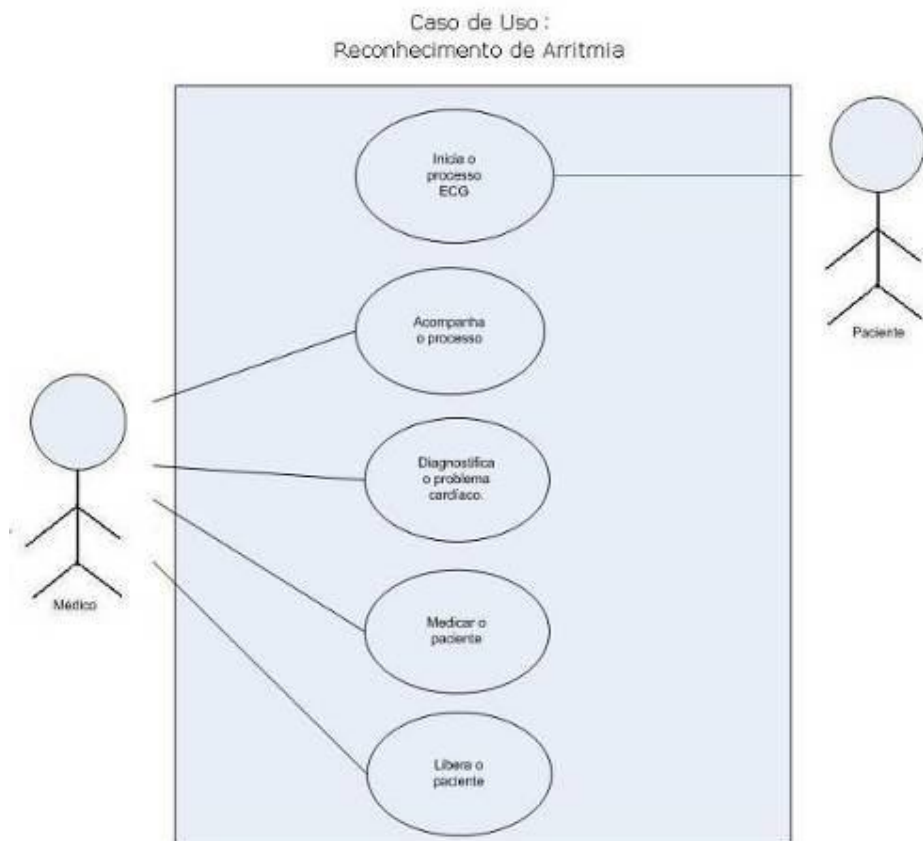 Caso de Uso :
Reconhecimento de Arritmia
Inicia o
processo
ECG
Acompanha
o processo
Paciente
Diagnostifica
o problema
cardíaco.
Médico
Medicar o
paciente
Libera o
paciente